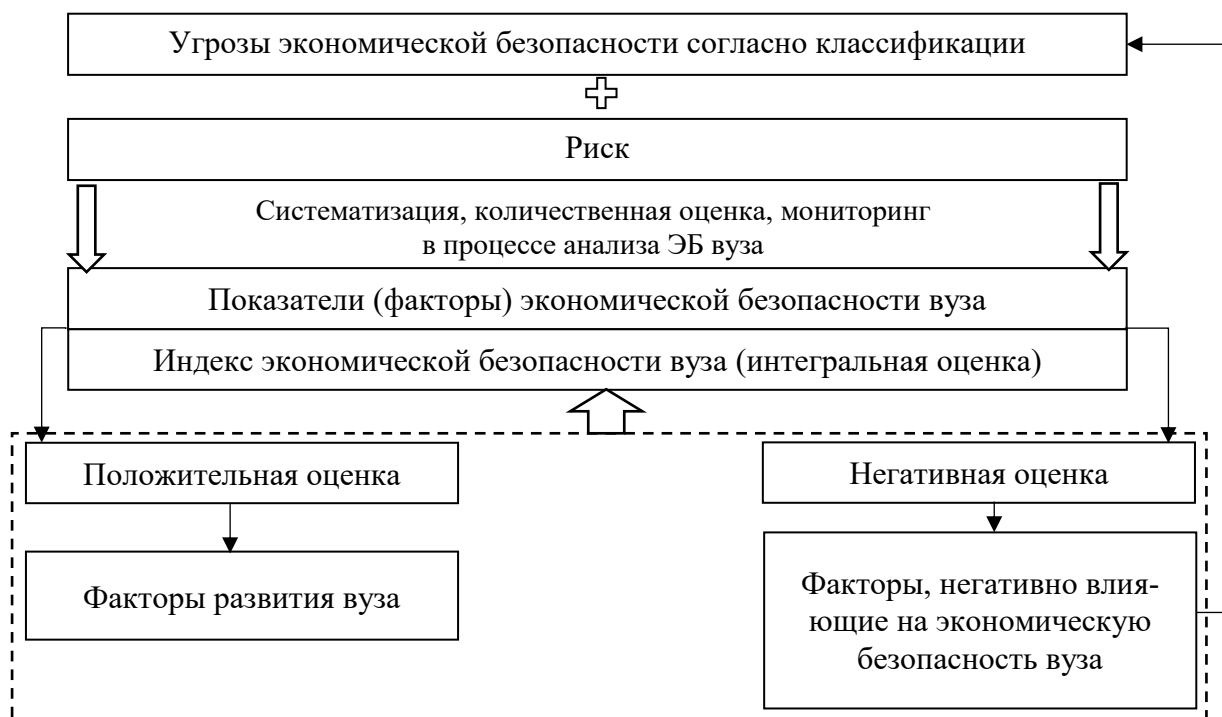 Угрозы экономической безопасности согласно классификации
Риск
Систематизация, количественная оценка, мониторинг
в процессе анализа ЭБ вуза
Показатели (факторы) экономической безопасности вуза
Индекс экономической безопасности вуза (интегральная оценка)
Положительная оценка
Негативная оценка
Факторы развития вуза
Факторы, негативно влия-
ющие на экономическую
безопасность вуза